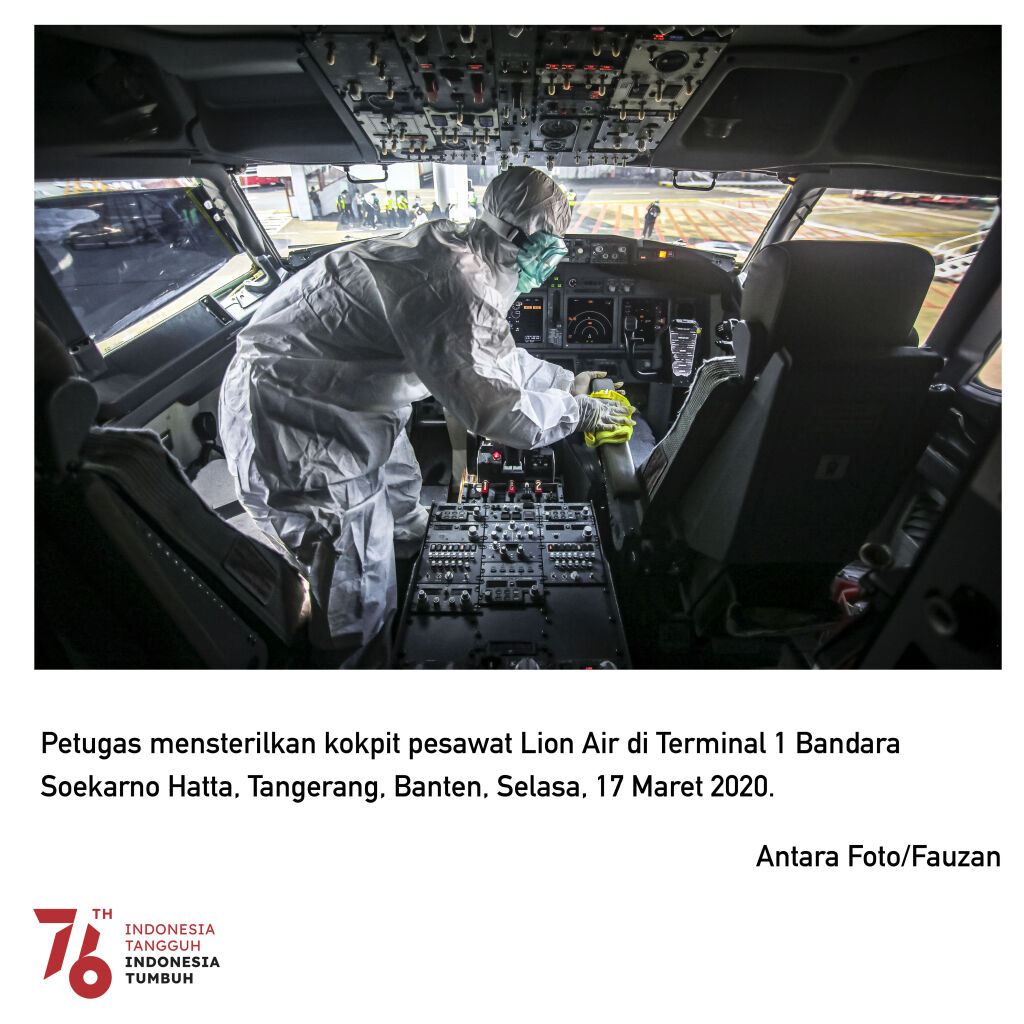 Petugas mensterilkan kokpit pesawat Lion Air di Terminal 1 Bandara
Soekarno Hatta, Tangerang, Banten, Selasa, 17 Maret 2020.
Antara Foto/Fauzan
76 TH
INDONESIA
TANGGUH
INDONESIA
TUMBUH